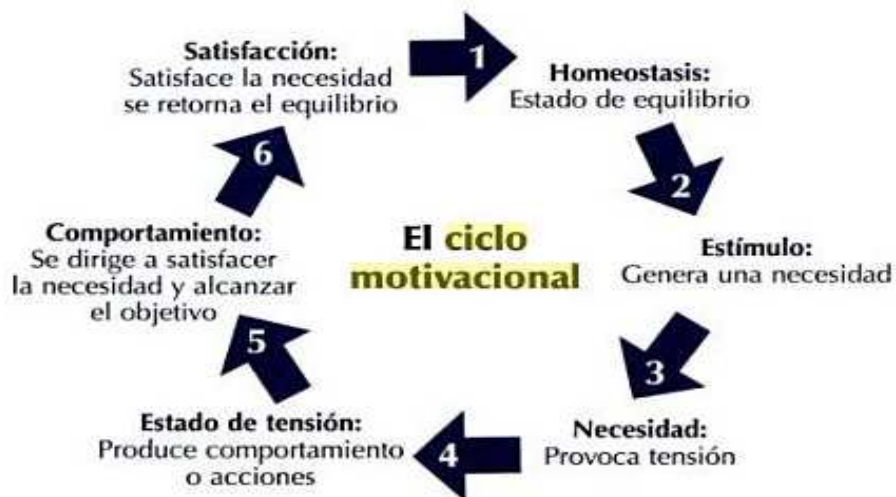 El ciclo
motivacional
1
Homeostasis:
Estado de equilibrio
2
Estímulo:
Genera una necesidad
3
Necesidad:
Provoca tensión
4
Estado de tensión:
Produce comportamiento
o acciones
5
Comportamiento:
Se dirige a satisfacer
la necesidad y alcanzar
el objetivo
6
Satisfacción:
Satisface la necesidad
se retorna el equilibrio